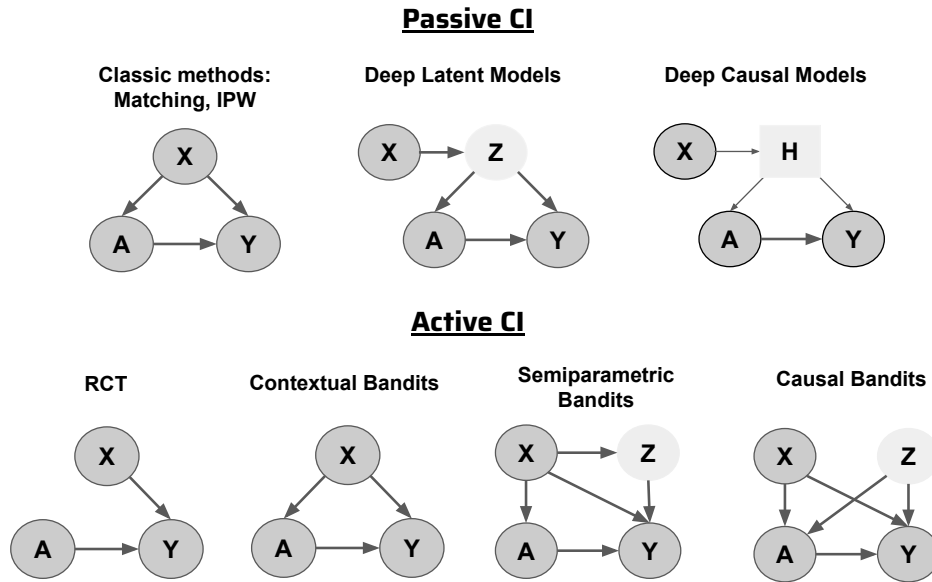 Passive CI
Classic methods:
Matching, IPW
X
A
Y
Deep Latent Models
X
Z
A
Y
Deep Causal Models
X
H
A
Y
Active CI
RCT
X
A
Y
Contextual Bandits
X
A
Y
Semiparametric
Bandits
X
Z
A
Y
Causal Bandits
X
Z
A
Y